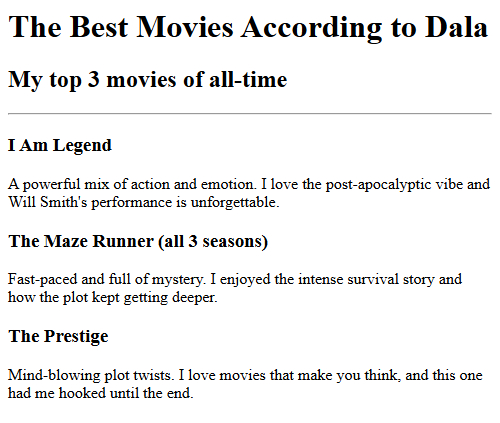 The Best Movies According to Dala
My top 3 movies of all-time
I Am Legend
A powerful mix of action and emotion. I love the post-apocalyptic vibe and
Will Smith's performance is unforgettable.
The Maze Runner (all 3 seasons)
Fast-paced and full of mystery. I enjoyed the intense survival story and
how the plot kept getting deeper.
The Prestige
Mind-blowing plot twists. I love movies that make you think, and this one
had me hooked until the end.